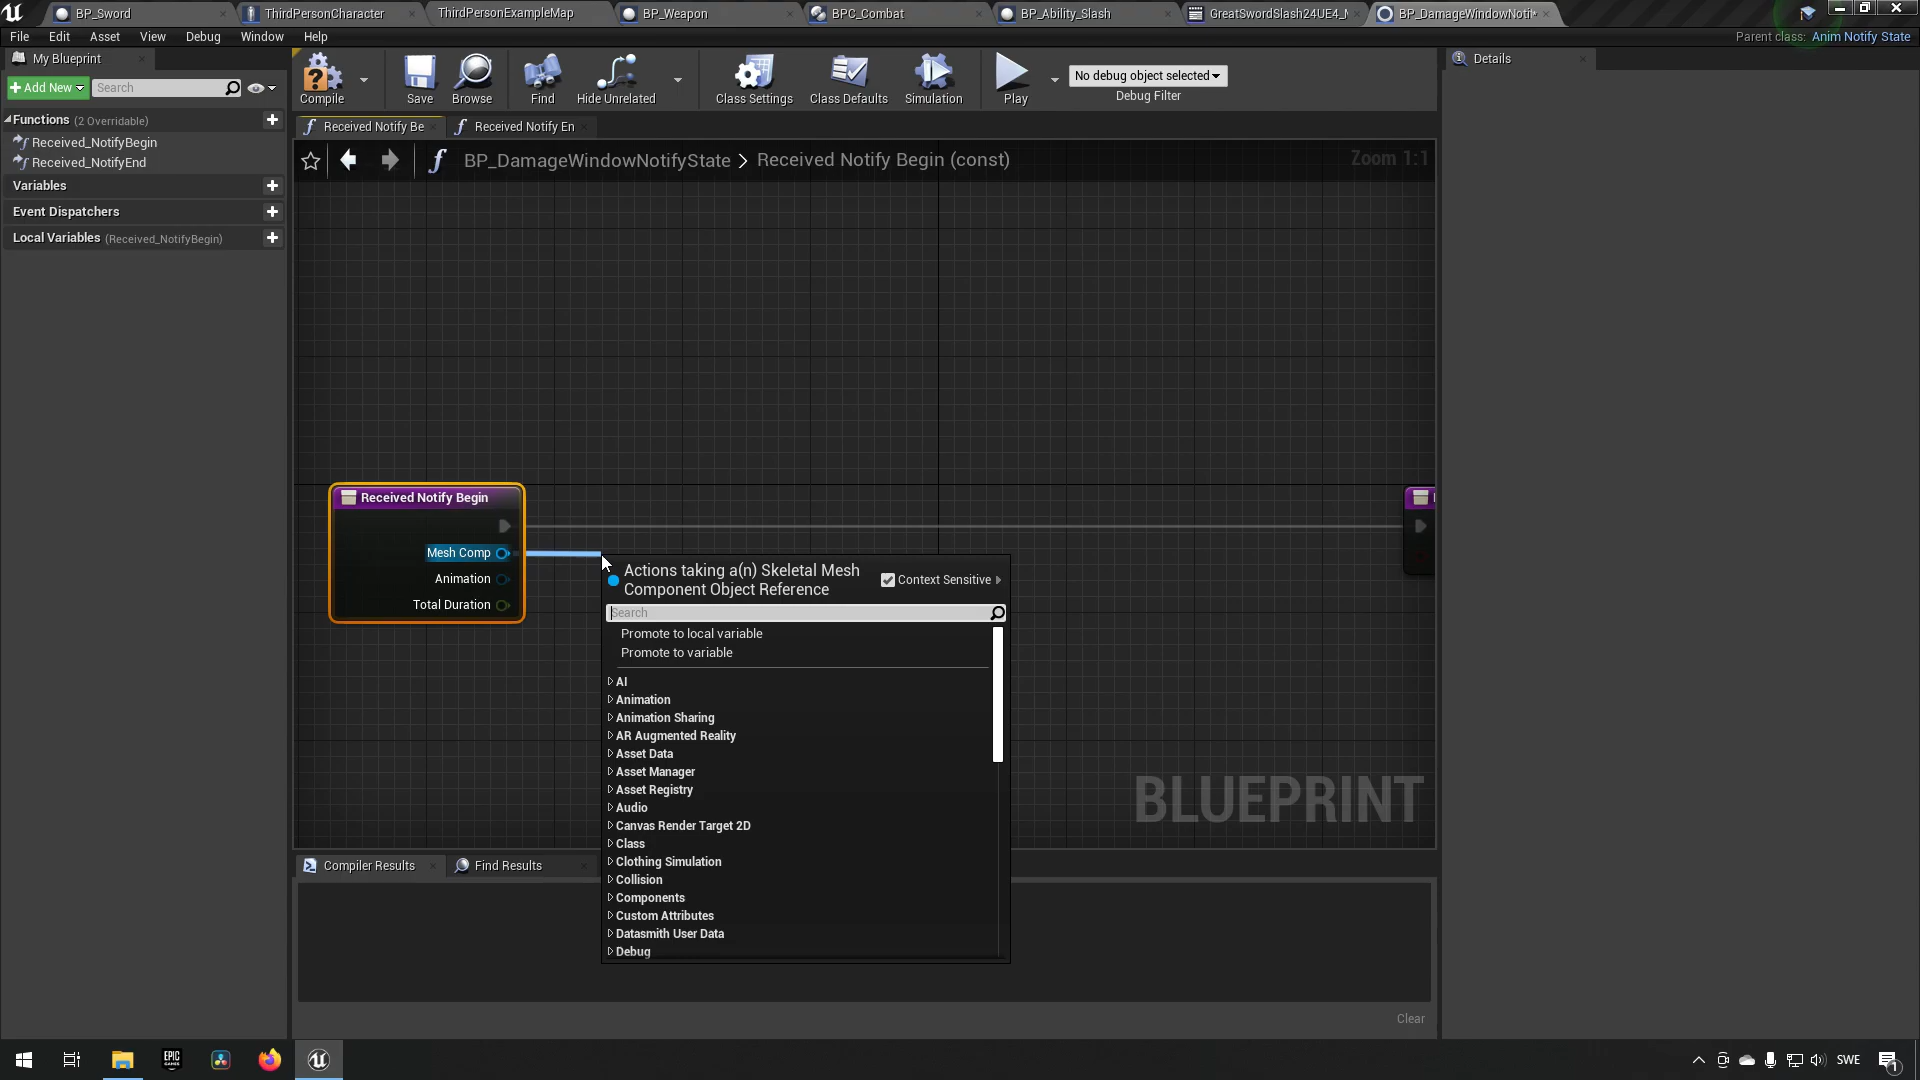 BP_Sword
ThirdPersonCharacter
ThirdPersonExampleMap
BP_Weapon
BPC_Combat
BP_Ability_Slash
GreatSwordSlash24UE4_M
BP_DamageWindowNoti*
File Edit Asset View Debug Window Help
Parent class: Anim Notify State
My Blueprint
Add New
Search
Functions (2 Overridable)
Received_NotifyBegin
Received_NotifyEnd
Variables
Event Dispatchers
Local Variables (Received_NotifyBegin)
Compile
Save
Browse
Find
Hide Unrelated
Class Settings
Class Defaults
Simulation
Play
No debug object selected
Debug Filter
Details
Received Notify Be
Received Notify En
BP_DamageWindowNotifyState > Received Notify Begin (const)
Zoom 1:1
Received Notify Begin
Mesh Comp
Animation
Total Duration
Actions taking a(n) Skeletal Mesh
Component Object Reference
Context Sensitive
Search
Promote to local variable
Promote to variable
AI
Animation
Animation Sharing
AR Augmented Reality
Asset Data
Asset Manager
Asset Registry
Audio
Canvas Render Target 2D
Class
Clothing Simulation
Collision
Components
Custom Attributes
Datasmith User Data
Debug
BLUEPRINT
Compiler Results
Find Results
Clear
EPIC
GAMES
SWE
1